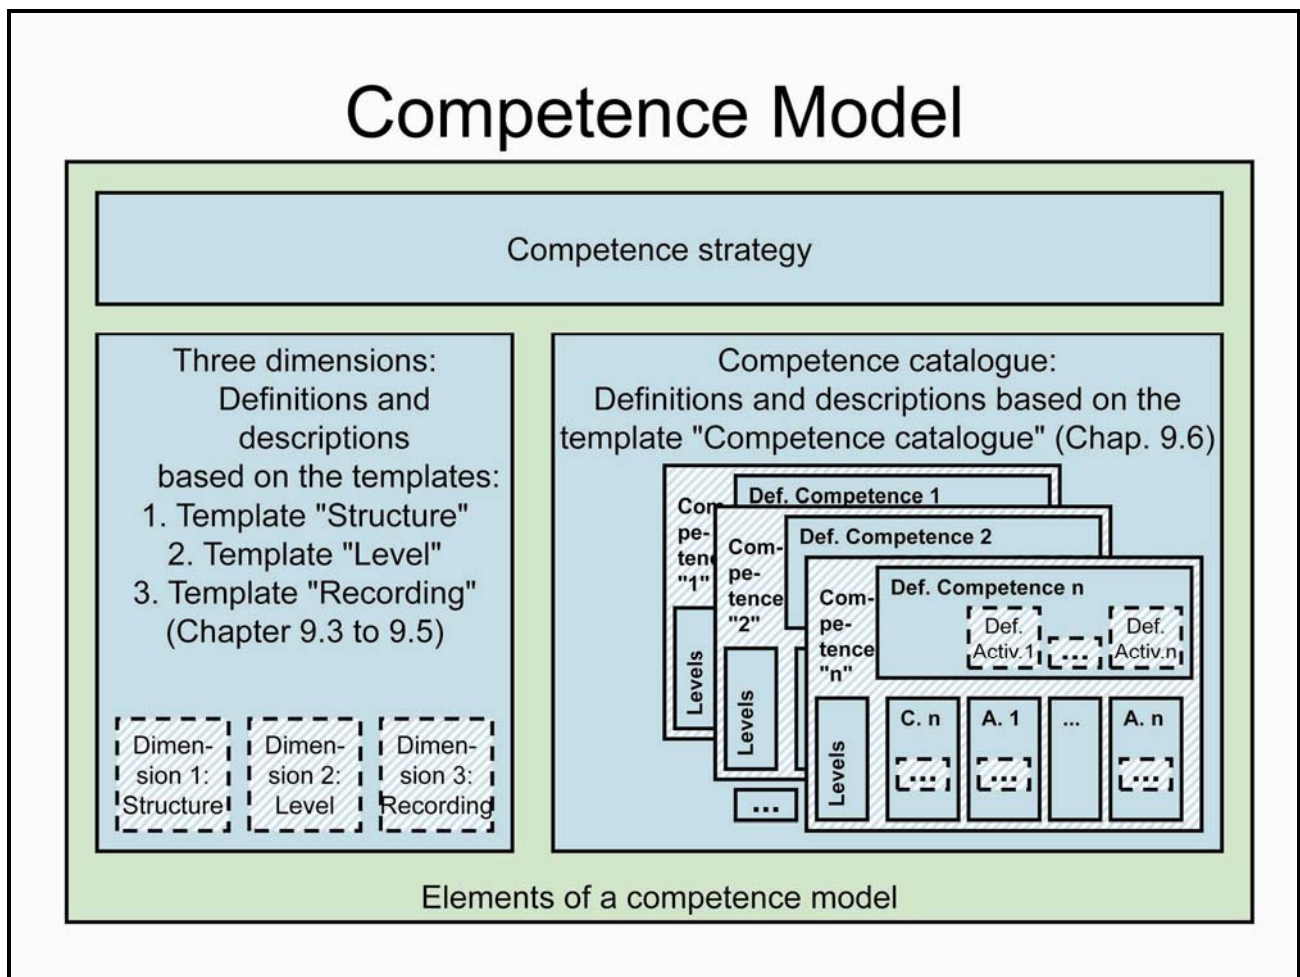 Competence Model
Competence strategy
Three dimensions:
Definitions and
descriptions
based on the templates:
1. Template "Structure"
2. Template "Level"
3. Template "Recording"
(Chapter 9.3 to 9.5)
Dimen-
sion 1:
Structure
Dimen-
sion 2:
Level
Dimen-
sion 3:
Recording
Competence catalogue:
Definitions and descriptions based on the
template "Competence catalogue" (Chap. 9.6)
Com
pe-
ten
"1"
Def. Competence 1
Levels
Com-
pe-
tence
"2"
Def. Competence 2
Levels
...
Com-
pe-
tence
"n"
Def. Competence n
Def.
Activ.1
...
Def.
Activ.n
Levels
C. n
...
A. 1
...
...
A. n
...
Elements of a competence model